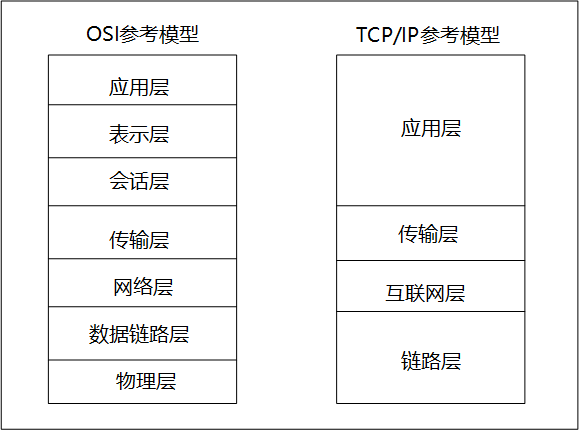 OSI参考模型
应用层
表示层
会话层
传输层
网络层
数据链路层
物理层
TCP/IP参考模型
应用层
传输层
互联网层
链路层